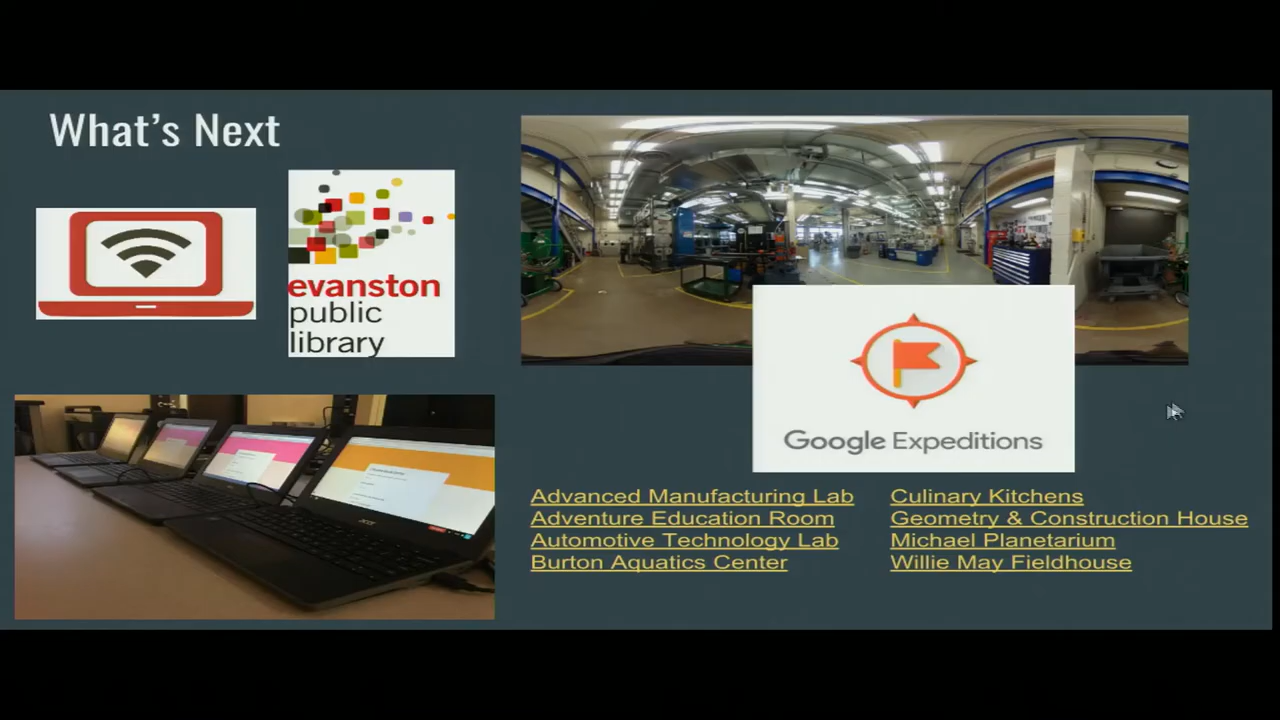 What's Next
evanston
public
library
Google Expeditions
Advanced Manufacturing Lab
Adventure Education Room
Automotive Technology Lab
Burton Aquatics Center
Culinary Kitchens
Geometry & Construction House
Michael Planetarium
Willie May Fieldhouse
acer